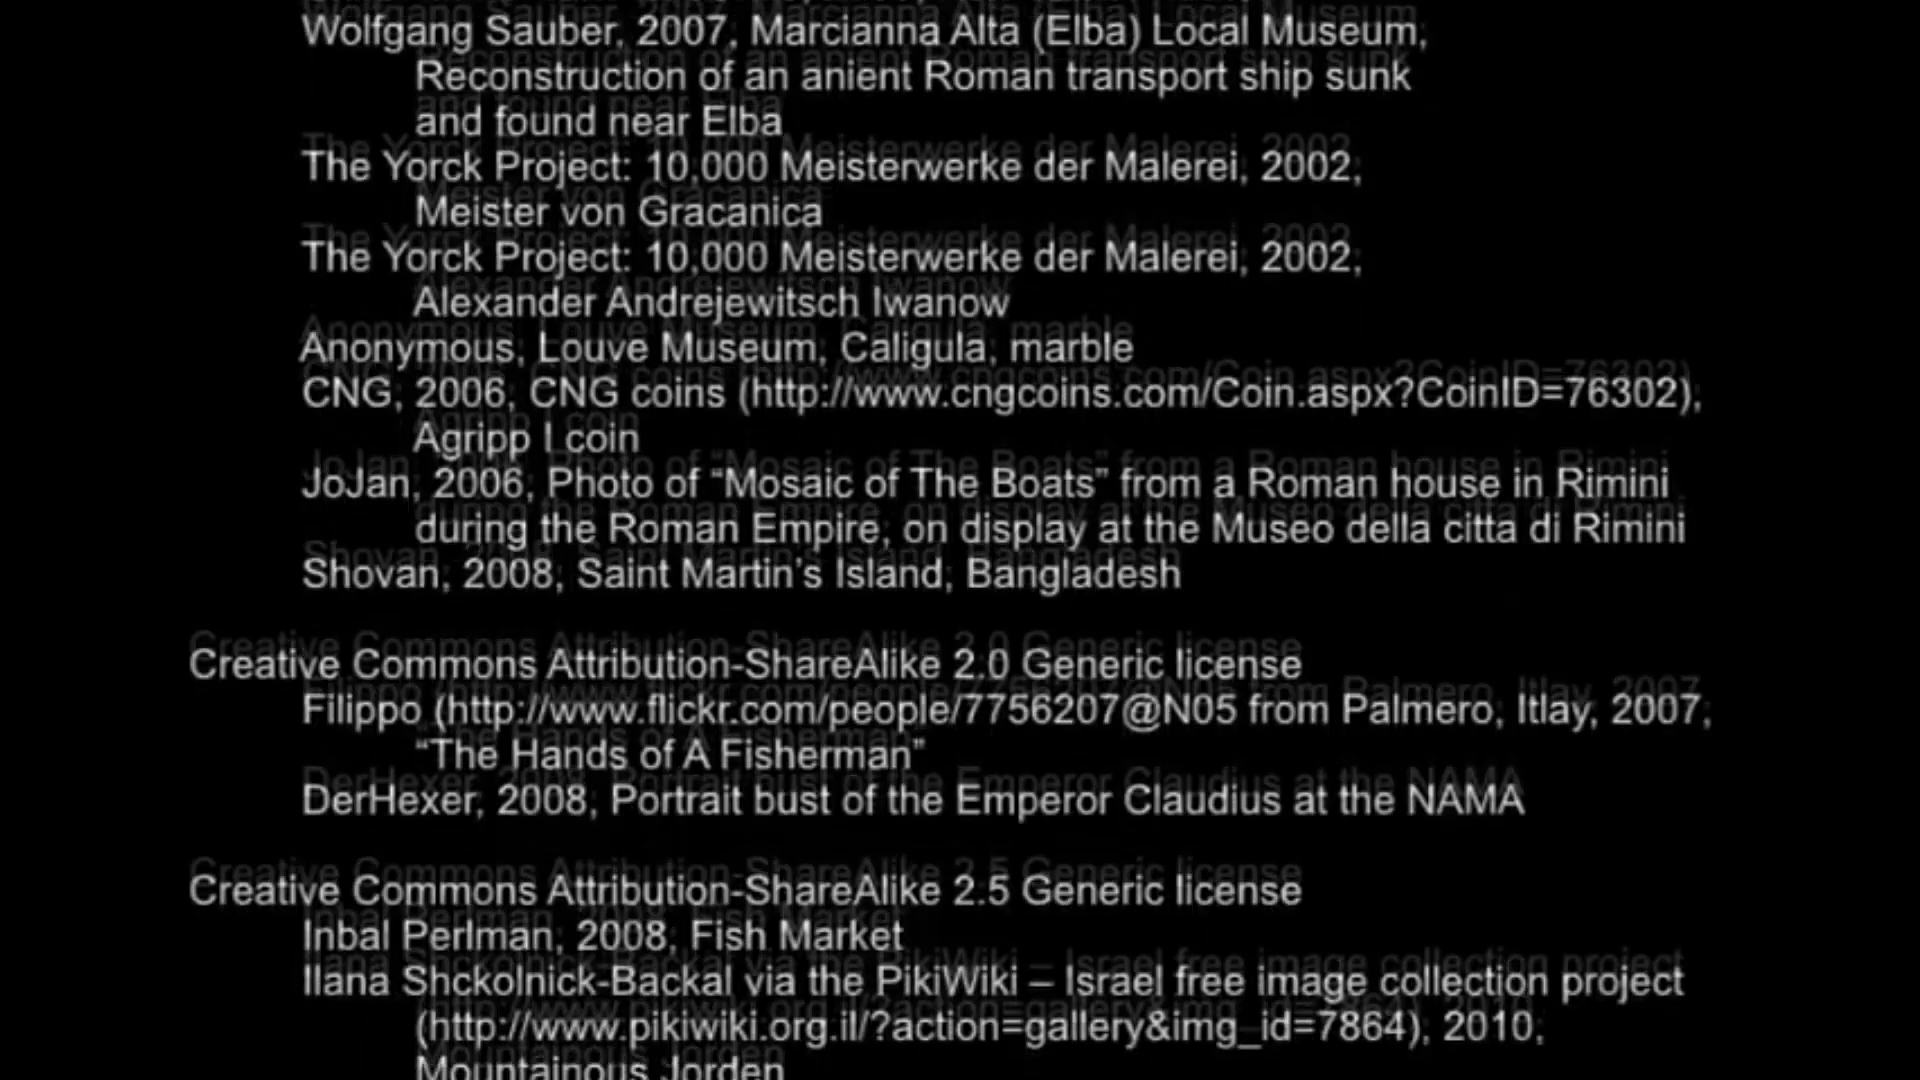 Wolfgang Sauber, 2007, Marcianna Alta (Elba) Local Museum,
Reconstruction of an anient Roman transport ship sunk
and found near Elba
The Yorck Project: 10,000 Meisterwerke der Malerei, 2002,
Meister von Gracanica
The Yorck Project: 10,000 Meisterwerke der Malerei, 2002,
Alexander Andrejewitsch Iwanow
Anonymous, Louve Museum, Caligula, marble
CNG, 2006, CNG coins (http://www.cngcoins.com/Coin.aspx?CoinID=76302),
Agripp I coin
JoJan, 2006, Photo of “Mosaic of The Boats” from a Roman house in Rimini
during the Roman Empire, on display at the Museo della citta di Rimini
Shovan, 2008, Saint Martin’s Island, Bangladesh
Creative Commons Attribution-ShareAlike 2.0 Generic license
Filippo (http://www.flickr.com/people/7756207@N05 from Palmero, Itlay, 2007,
“The Hands of A Fisherman”
DerHexer, 2008, Portrait bust of the Emperor Claudius at the NAMA
Creative Commons Attribution-ShareAlike 2.5 Generic license
Inbal Perlman, 2008, Fish Market
Ilana Shckolnick-Backal via the PikiWiki – Israel free image collection project
(http://www.pikiwiki.org.il/?action=gallery&img_id=7864), 2010,
Mountainous Jorden